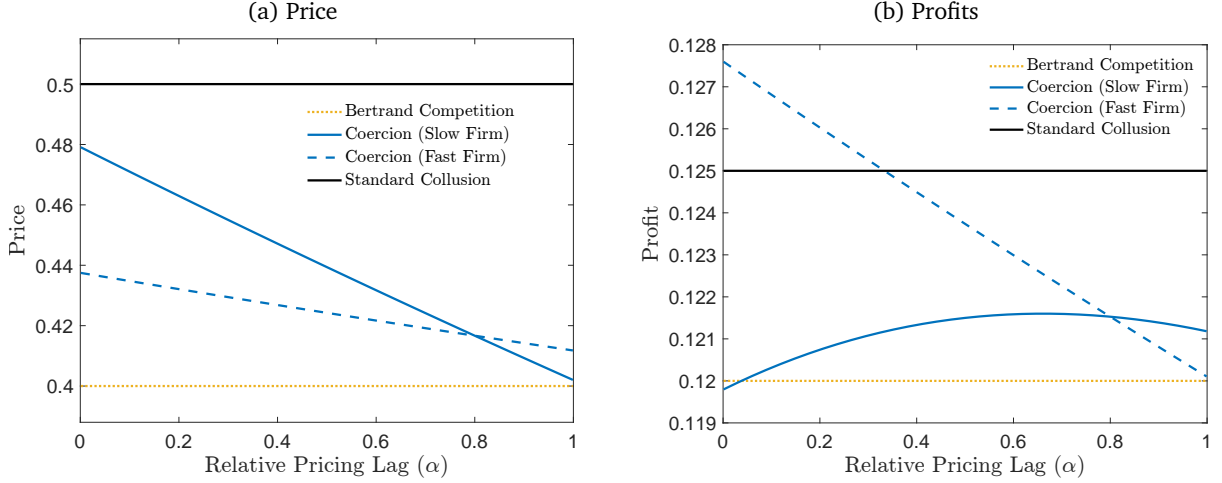 (a) Price
0.5
0.48
0.46
0.44
0.42
0.4
Price
Bertrand Competition
Coercion (Slow Firm)
Coercion (Fast Firm)
Standard Collusion
0 0.2 0.4 0.6 0.8 1
Relative Pricing Lag (α)
(b) Profits
0.128
0.127
0.126
0.125
0.124
0.123
0.122
0.121
0.12
0.119
Profit
Bertrand Competition
Coercion (Slow Firm)
Coercion (Fast Firm)
Standard Collusion
0 0.2 0.4 0.6 0.8 1
Relative Pricing Lag (α)